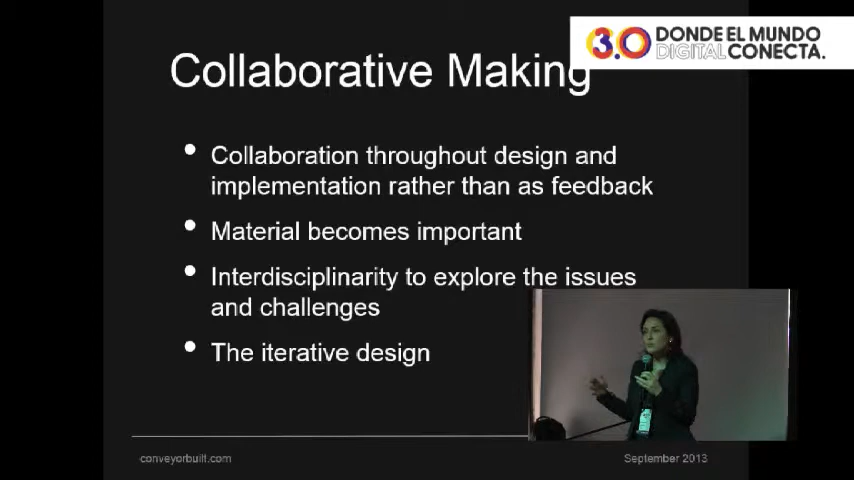 3.0 DONDE EL MUNDO
DIGITAL CONECTA.
Collaborative Making
• Collaboration throughout design and
implementation rather than as feedback
• Material becomes important
• Interdisciplinarity to explore the issues
and challenges
• The iterative design
conveyorbuilt.com
September 2013